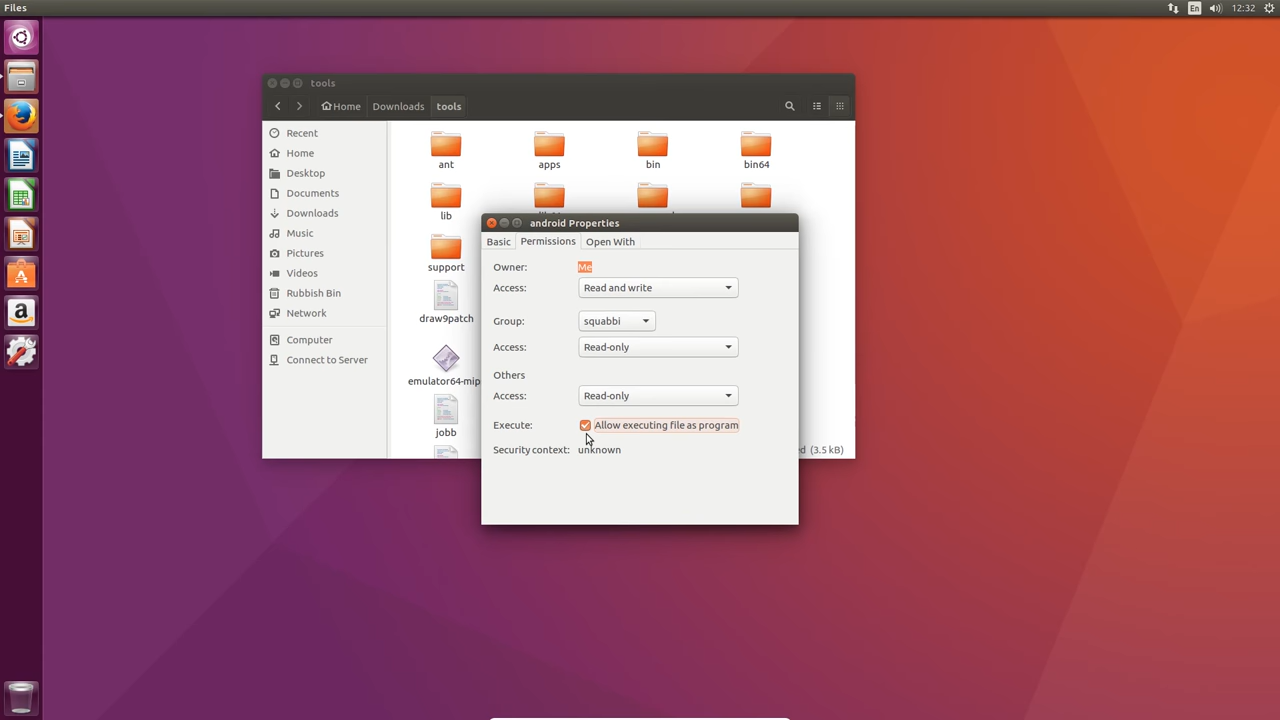 Files
En
12:32
tools
Home
Downloads
tools
Recent
Home
Desktop
Documents
Downloads
Music
Pictures
Videos
Rubbish Bin
Network
Computer
Connect to Server
ant
apps
bin
bin64
lib
support
draw9patch
emulator64-mip
jobb
android Properties
Basic
Permissions
Open With
Owner:
Me
Access:
Read and write
Group:
squabbi
Access:
Read-only
Others
Access:
Read-only
Execute:
Allow executing file as program
Security context:
unknown
(3.5 kB)